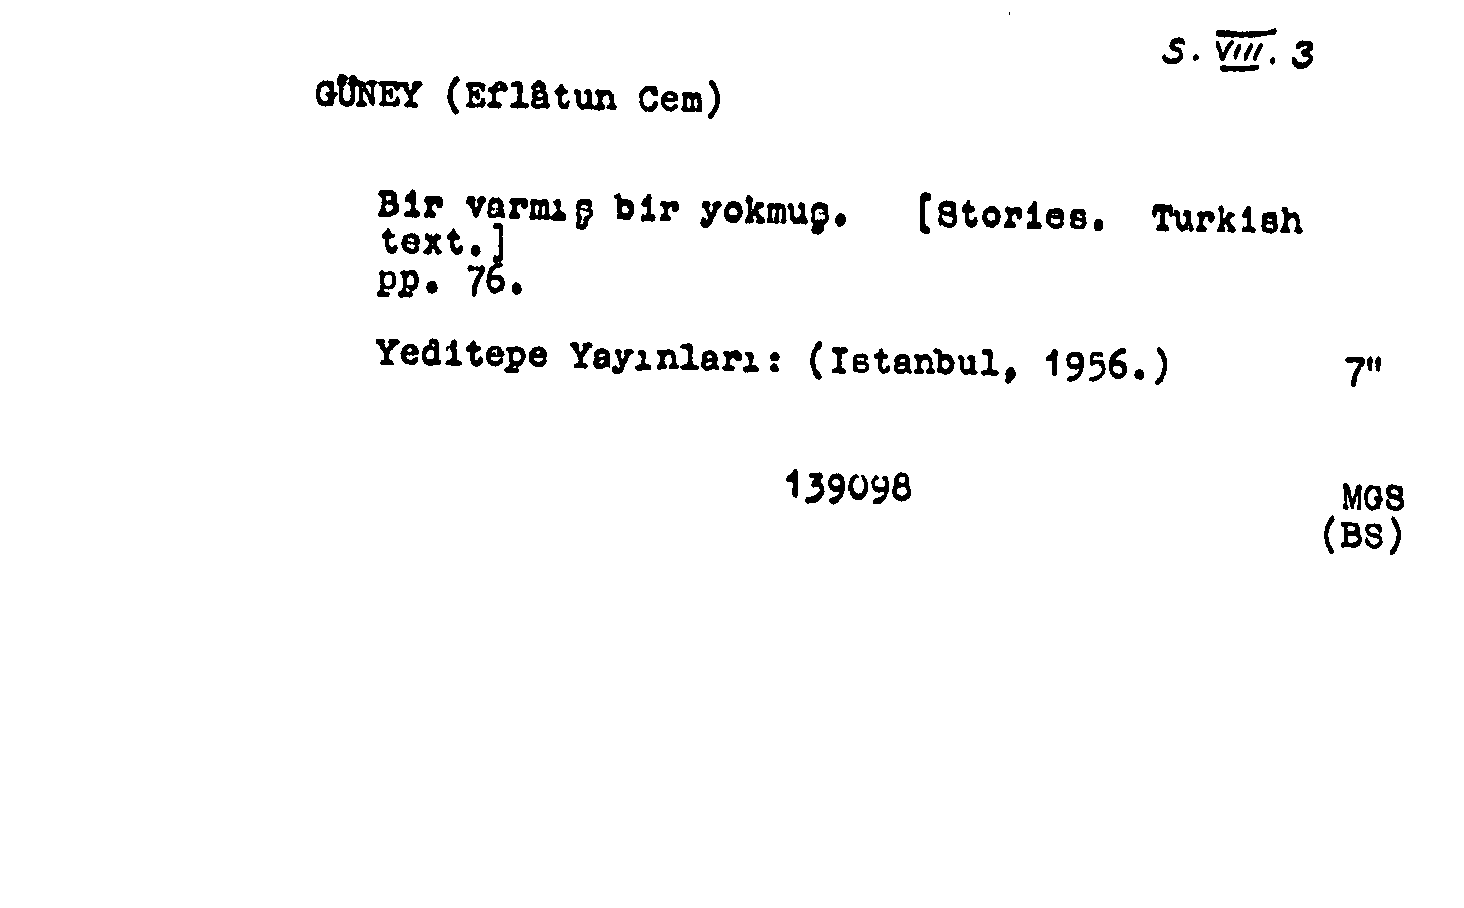 S. VIII. 3
GÜNEY (Eflâtun Cem)
Bir varmış bir yokmuş. [Stories. Turkish
text.]
pp. 76.
Yeditepe Yayınları: (Istanbul, 1956.) 7"
139098 MGS
(BS)